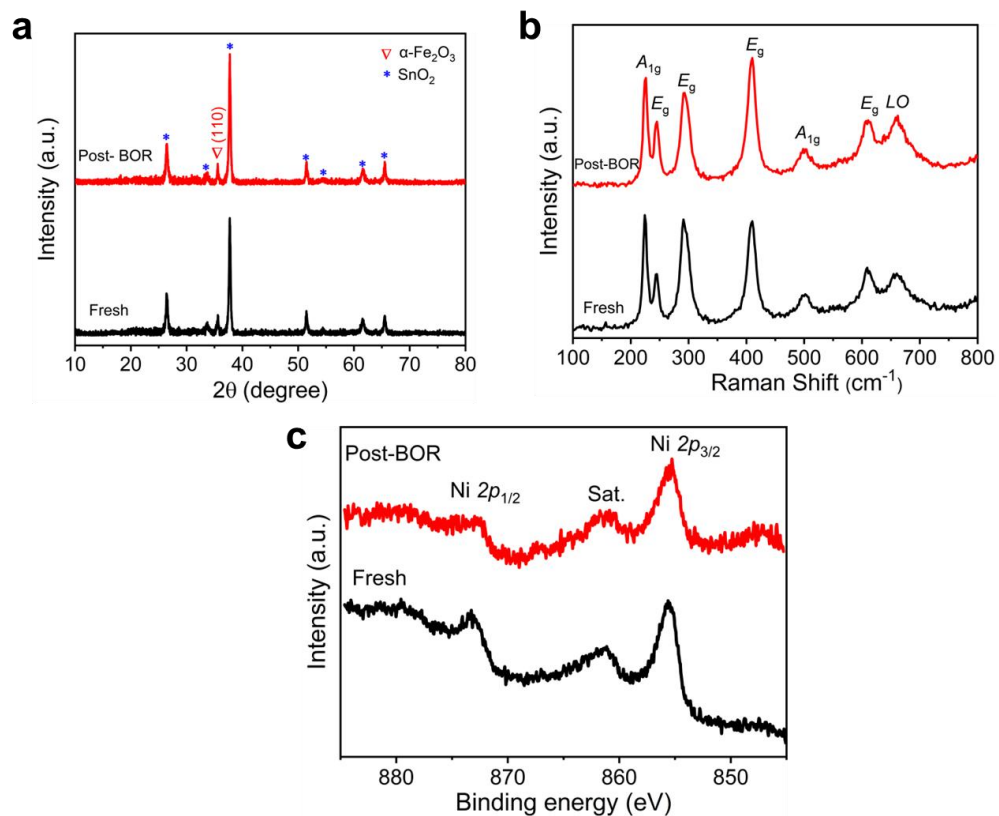 a
▽ α-Fe₂O₃
* SnO₂
▽ (110)
Post- BOR
Fresh
Intensity (a.u.)
10 20 30 40 50 60 70 80
2θ (degree)
b
A₁g
Eg
Eg
Eg
A₁g
Eg
LO
Post-BOR
Fresh
Intensity (a.u.)
100 200 300 400 500 600 700 800
Raman Shift (cm⁻¹)
c
Post-BOR
Ni 2p₁/₂
Sat.
Ni 2p₃/₂
Fresh
Intensity (a.u.)
880 870 860 850
Binding energy (eV)